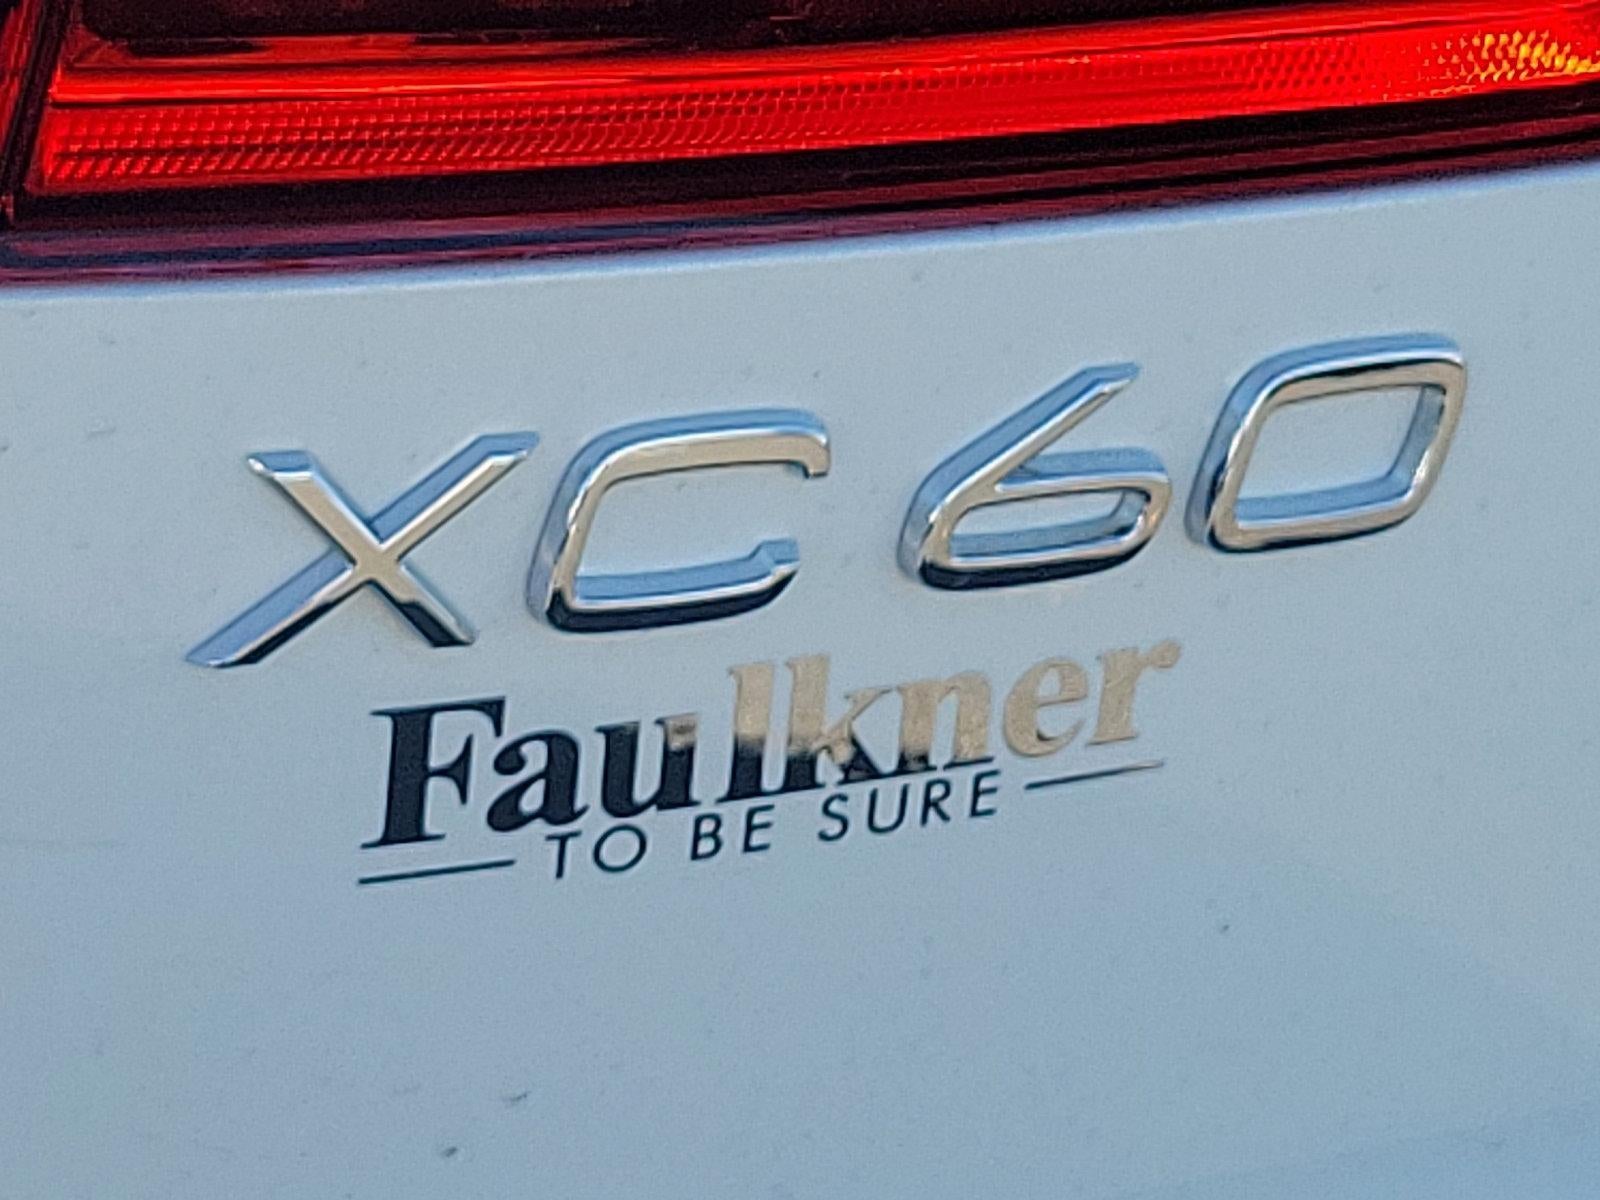 XC60
Faulkner®
TO BE SURE